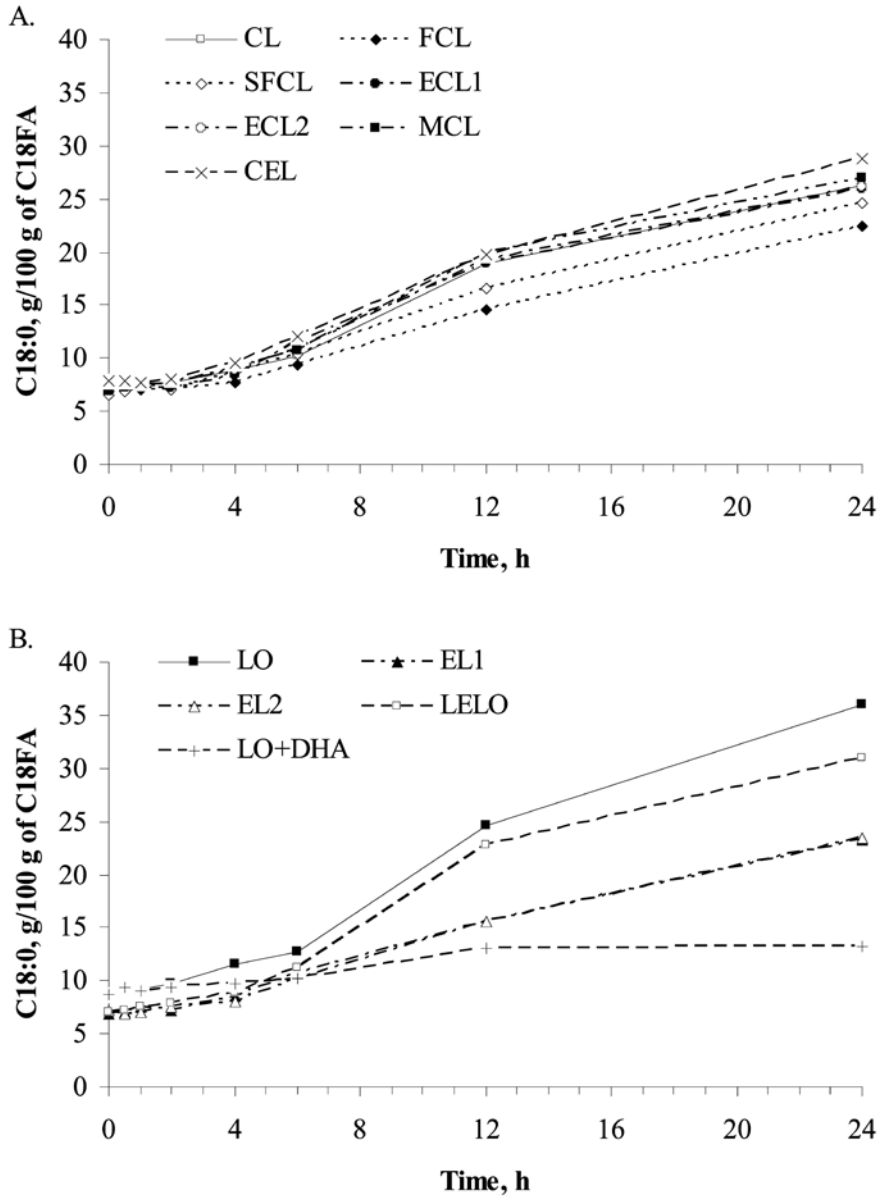 A.
CL FCL
SFCL ECL1
ECL2 MCL
CEL
40
35
30
25
20
15
10
5
0
C18:0, g/100 g of C18FA
0 4 8 12 16 20 24
Time, h
B.
LO EL1
EL2 LELO
LO+DHA
40
35
30
25
20
15
10
5
0
C18:0, g/100 g of C18FA
0 4 8 12 16 20 24
Time, h